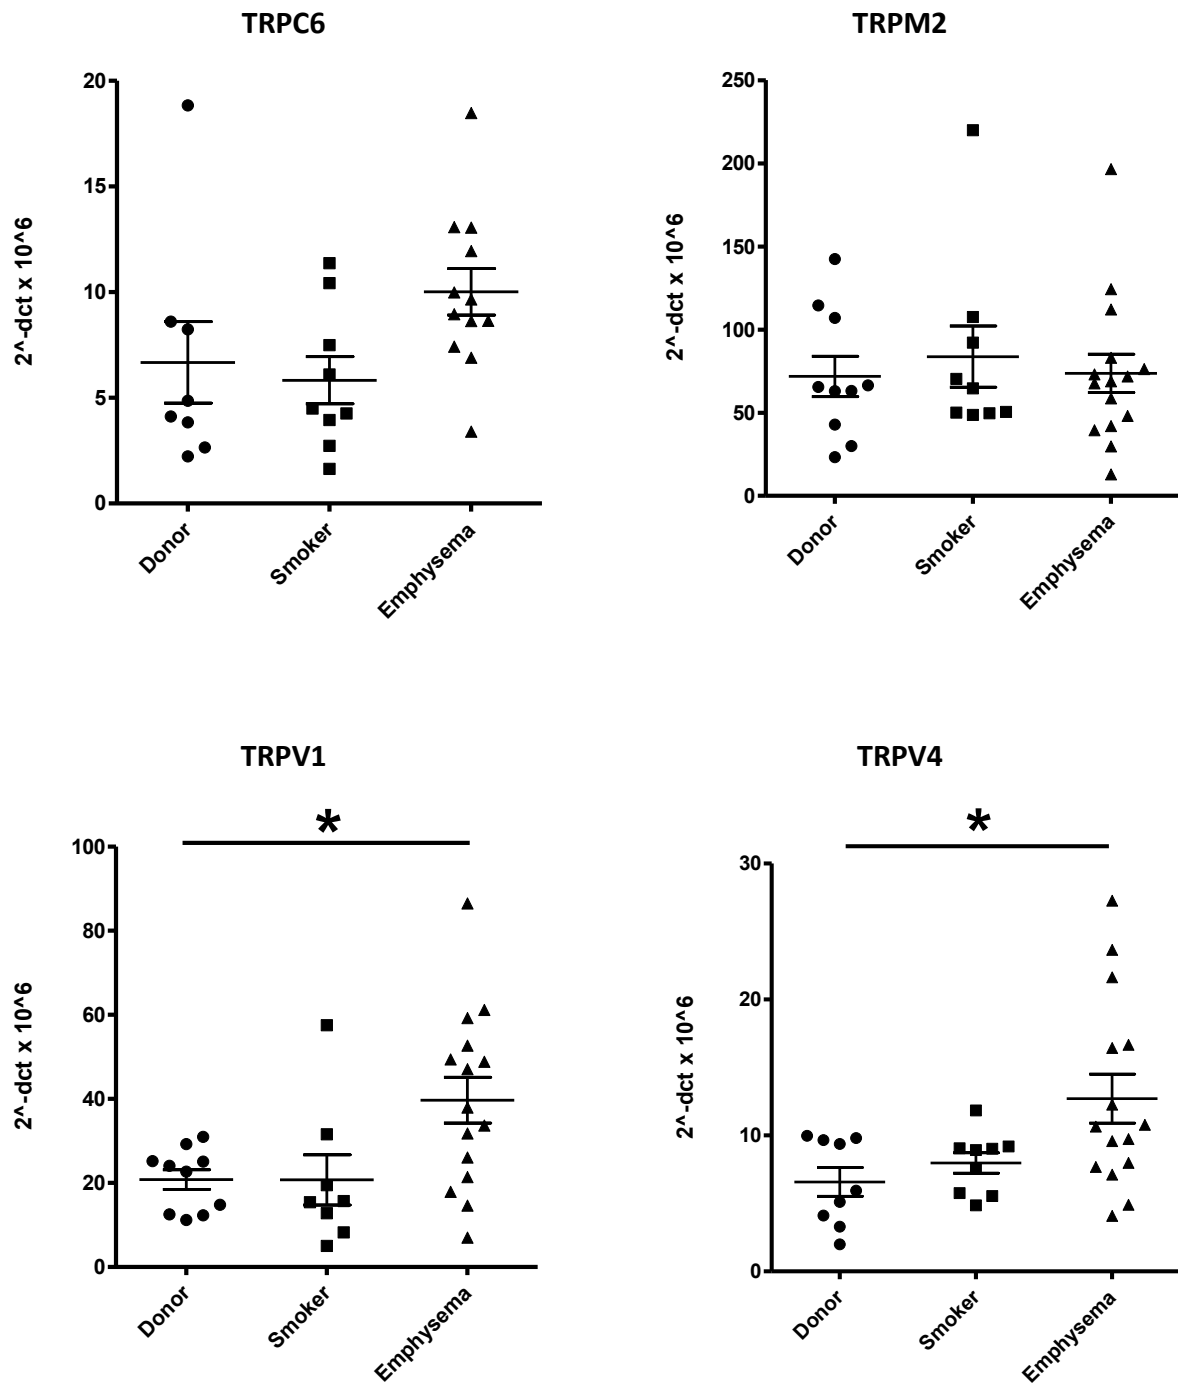 TRPC6
20
15
10
5
0
2^-dct x 10^6
Donor
Smoker
Emphysema
TRPM2
250
200
150
100
50
0
2^-dct x 10^6
Donor
Smoker
Emphysema
TRPV1
*
100
80
60
40
20
0
2^-dct x 10^6
Donor
Smoker
Emphysema
TRPV4
*
30
20
10
0
2^-dct x 10^6
Donor
Smoker
Emphysema